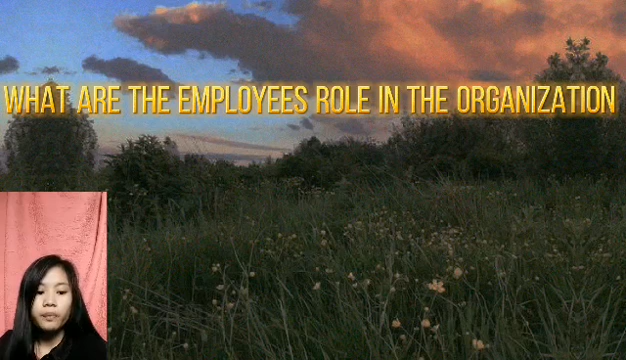 WHAT ARE THE EMPLOYEES ROLE IN THE ORGANIZATION